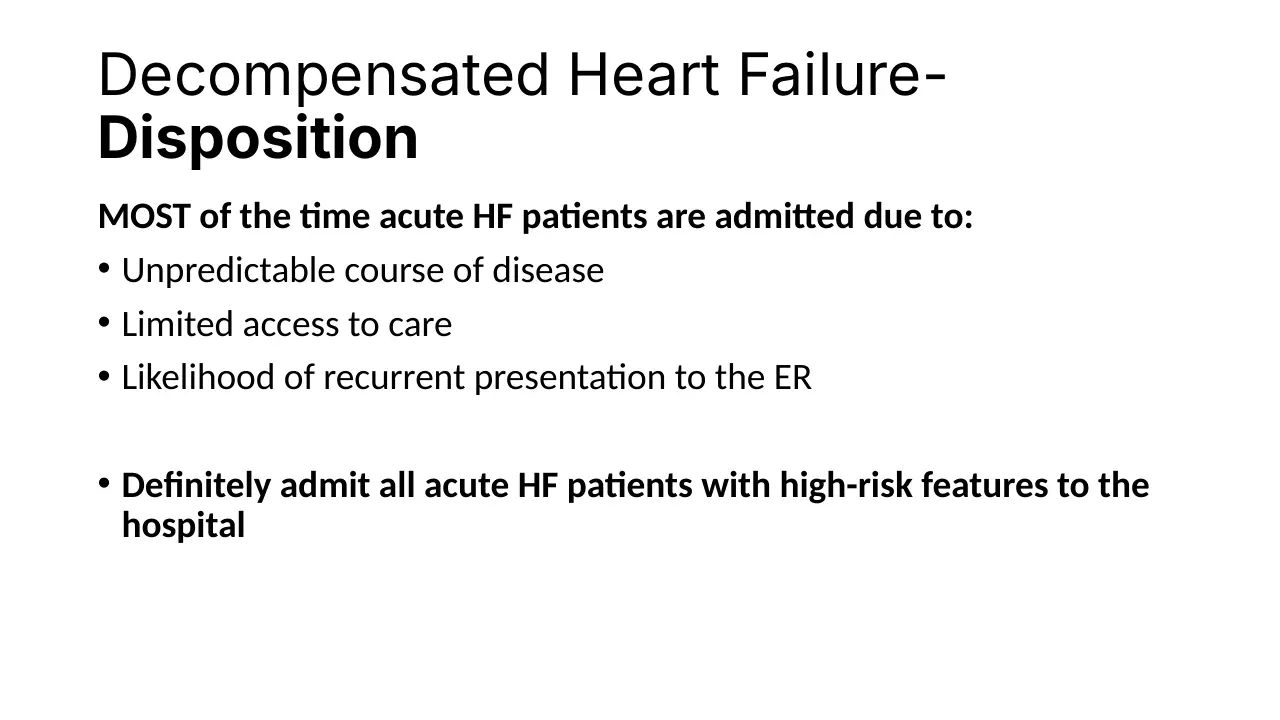 Decompensated Heart Failure-
Disposition
MOST of the time acute HF patients are admitted due to:
• Unpredictable course of disease
• Limited access to care
• Likelihood of recurrent presentation to the ER
• Definitely admit all acute HF patients with high-risk features to the
hospital